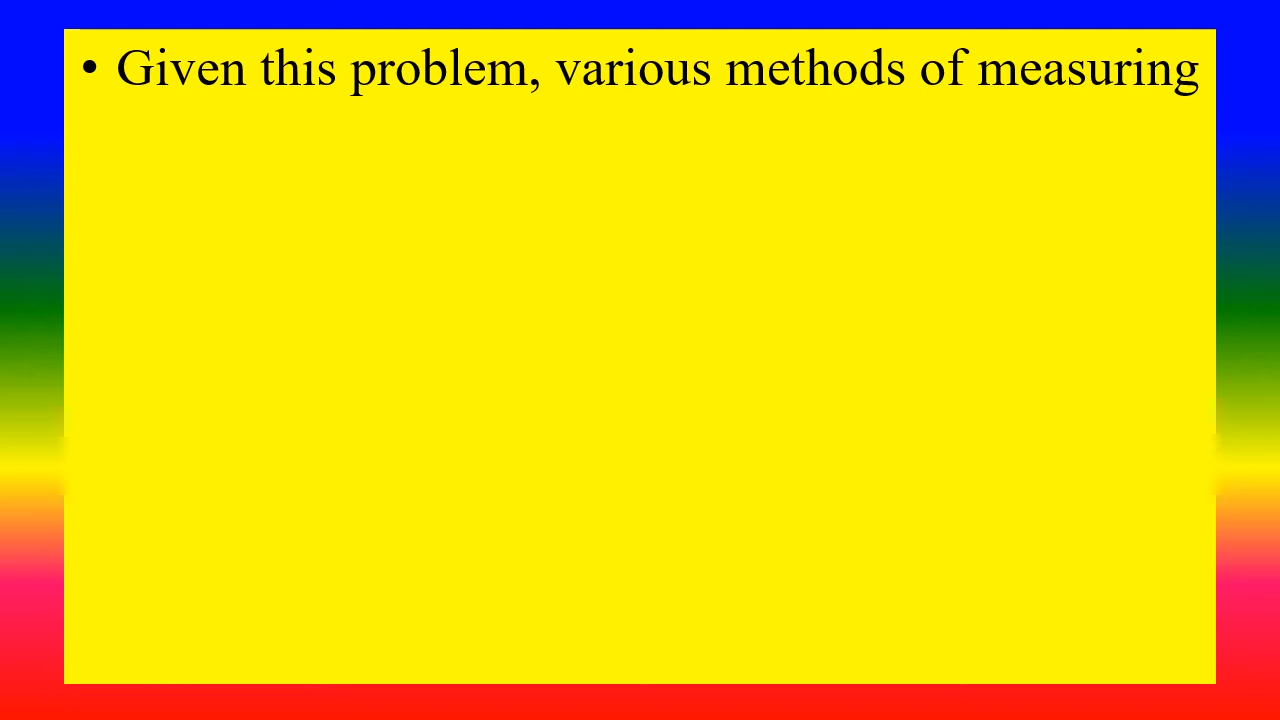 • Given this problem, various methods of measuring